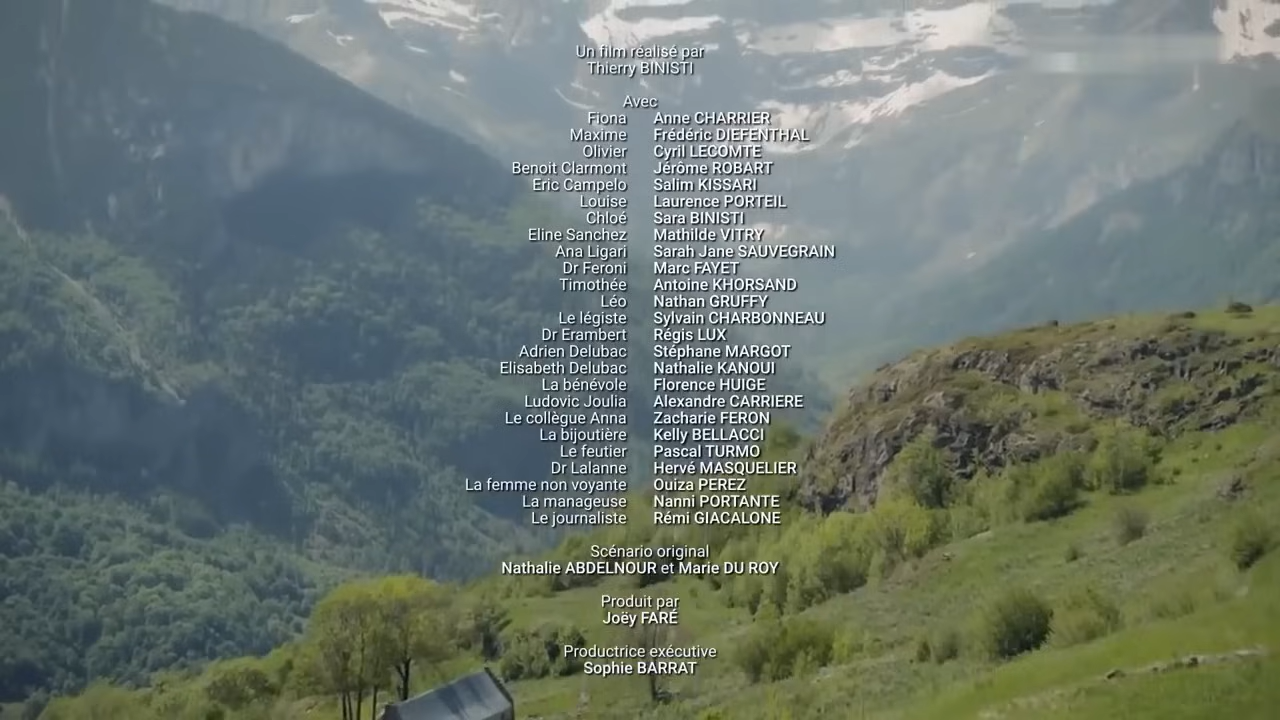 Un film réalisé par
Thierry BINISTI
Avec
Fiona Anne CHARRIER
Maxime Frédéric DIEFENTHAL
Olivier Cyril LECOMTE
Benoit Clarmont Jérôme ROBART
Eric Campelo Salim KISSARI
Louise Laurence PORTEIL
Chloé Sara BINISTI
Eline Sanchez Mathilde VITRY
Ana Ligari Sarah Jane SAUVEGRAIN
Dr Feroni Marc FAYET
Timothée Antoine KHORSAND
Léo Nathan GRUFFY
Le légiste Sylvain CHARBONNEAU
Dr Erambert Régis LUX
Adrien Delubac Stéphane MARGOT
Elisabeth Delubac Nathalie KANOUI
La bénévole Florence HUIGE
Ludovic Joulia Alexandre CARRIERE
Le collègue Anna Zacharie FERON
La bijoutière Kelly BELLACCI
Le feutier Pascal TURMO
Dr Lalanne Hervé MASQUELIER
La femme non voyante Ouiza PEREZ
La manageuse Nanni PORTANTE
Le journaliste Rémi GIACALONE
Scénario original
Nathalie ABDELNOUR et Marie DU ROY
Produit par
Joëy FARÉ
Productrice exécutive
Sophie BARRAT